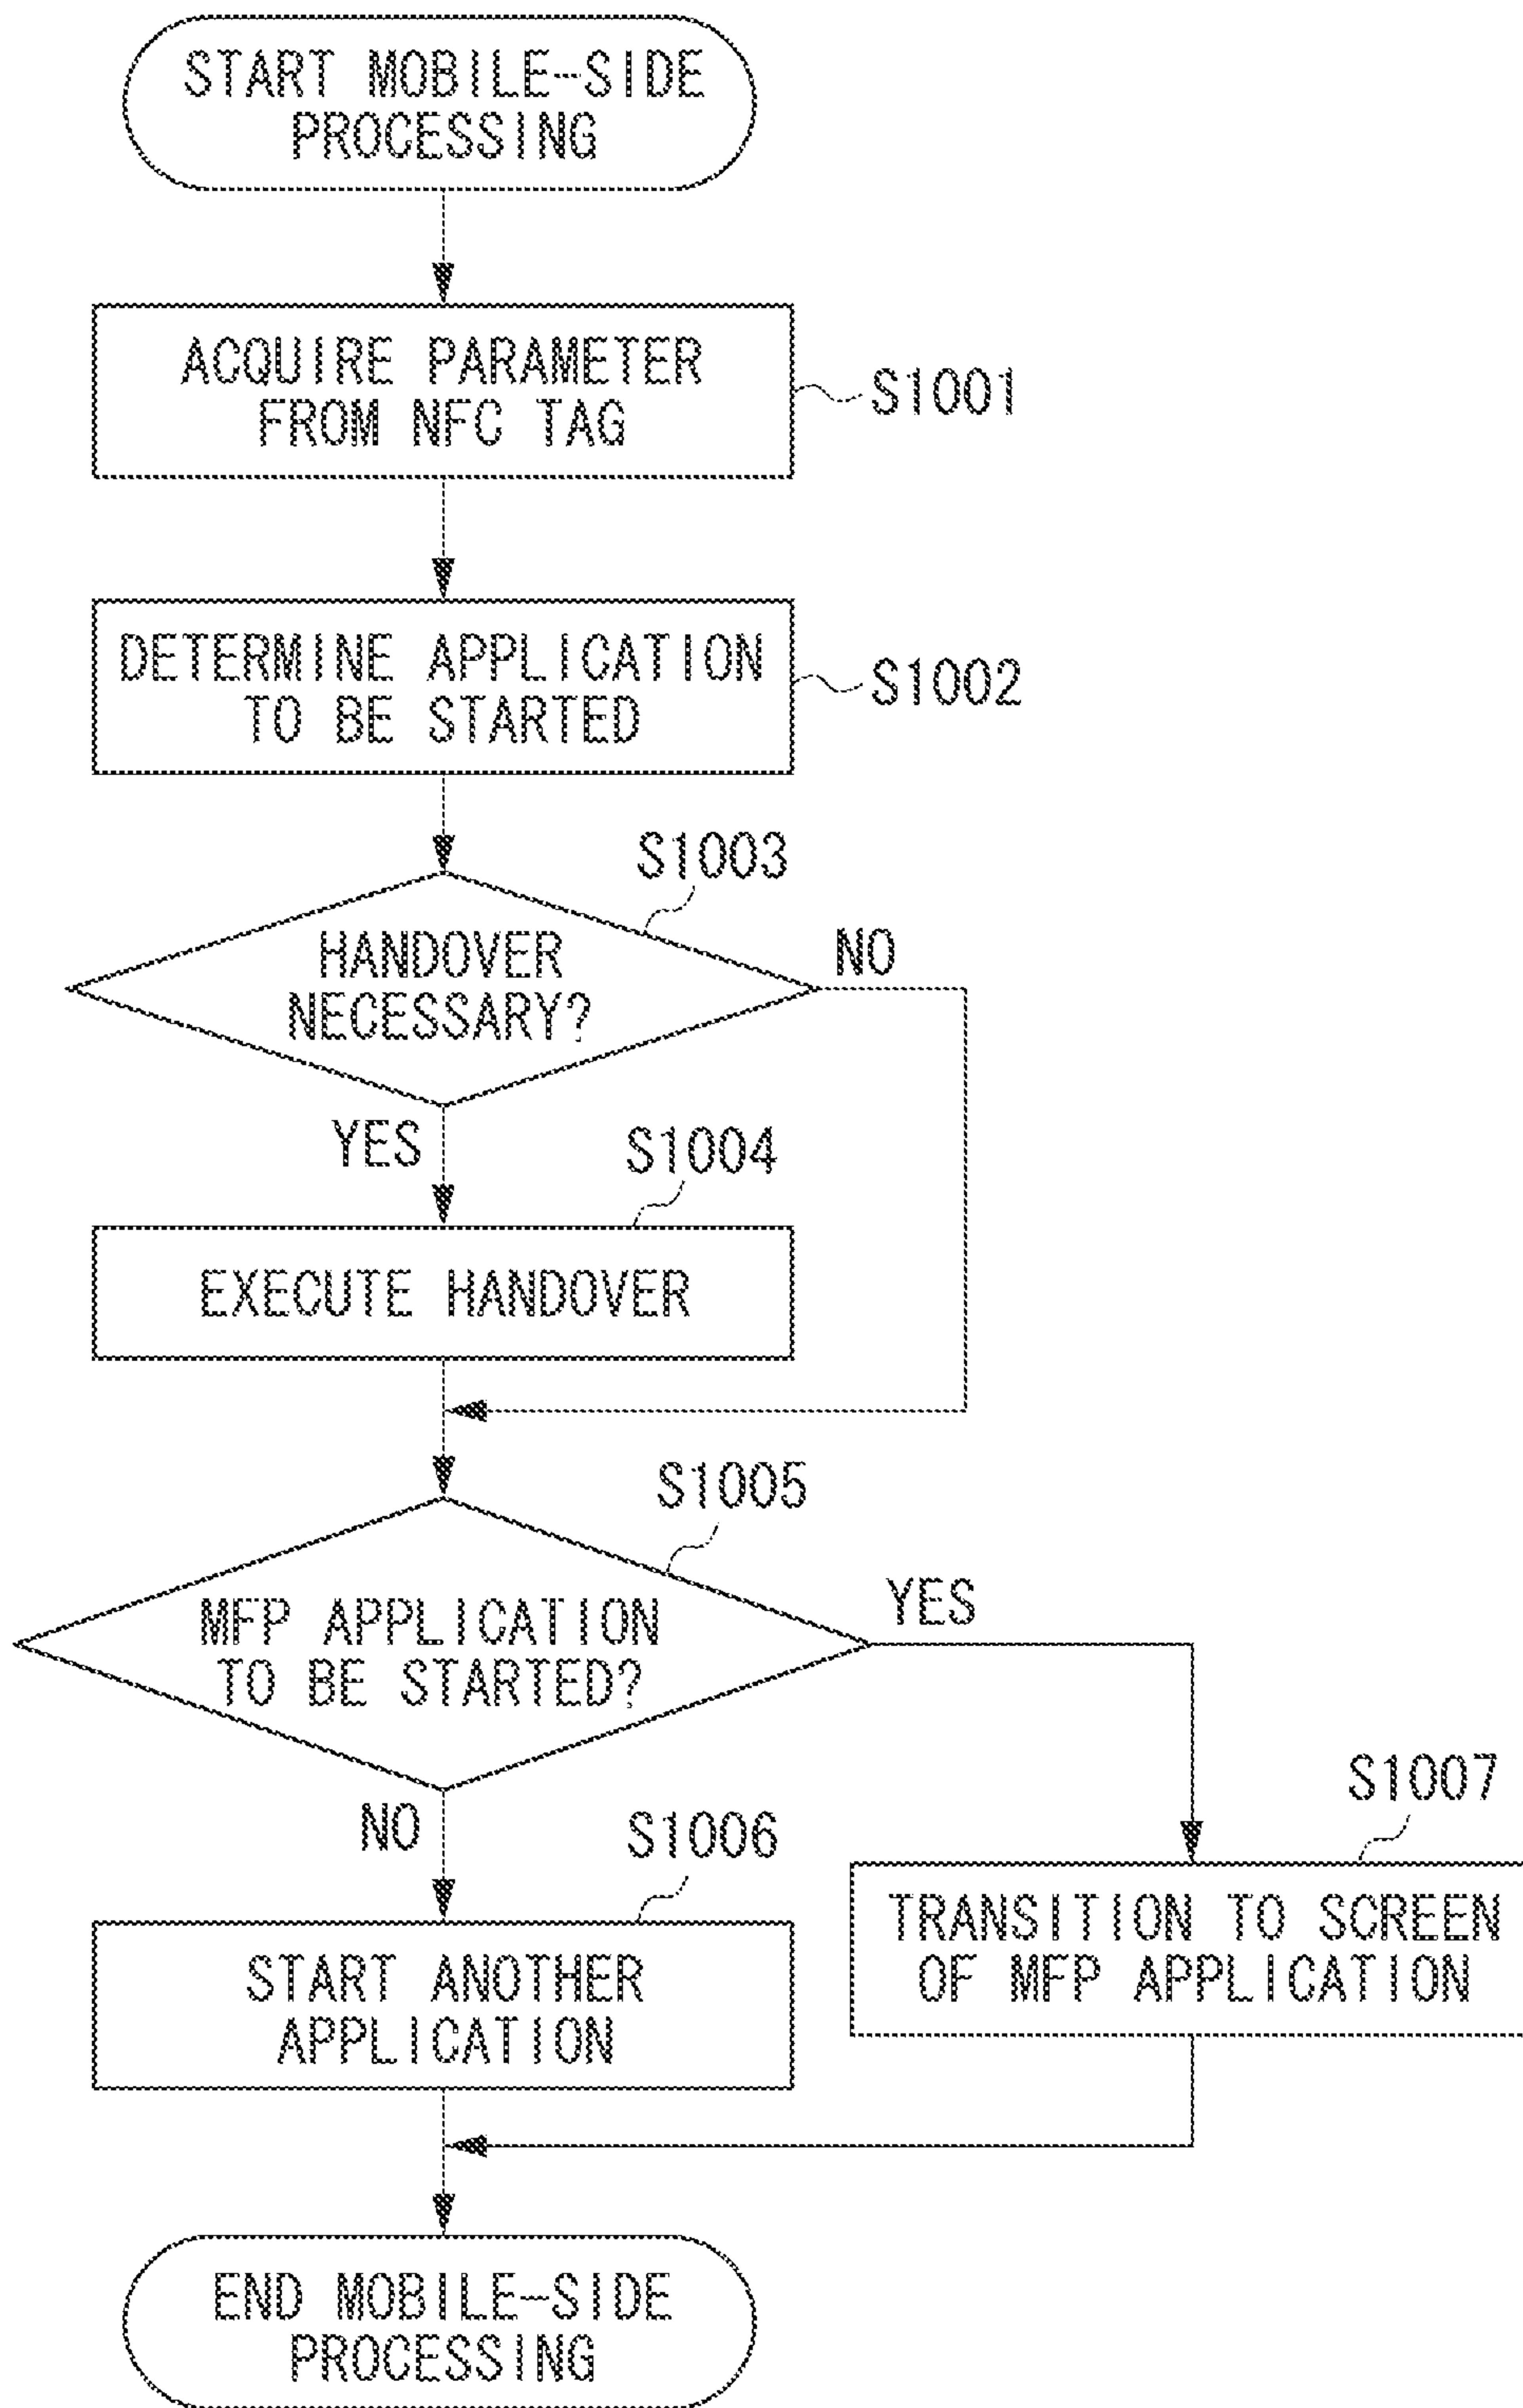 START MOBILE-SIDE
PROCESSING
ACQUIRE PARAMETER
FROM NFC TAG
S1001
DETERMINE APPLICATION
TO BE STARTED
S1002
S1003
HANDOVER
NECESSARY?
NO
YES
S1004
EXECUTE HANDOVER
S1005
MFP APPLICATION
TO BE STARTED?
YES
NO
S1006
START ANOTHER
APPLICATION
S1007
TRANSITION TO SCREEN
OF MFP APPLICATION
END MOBILE-SIDE
PROCESSING